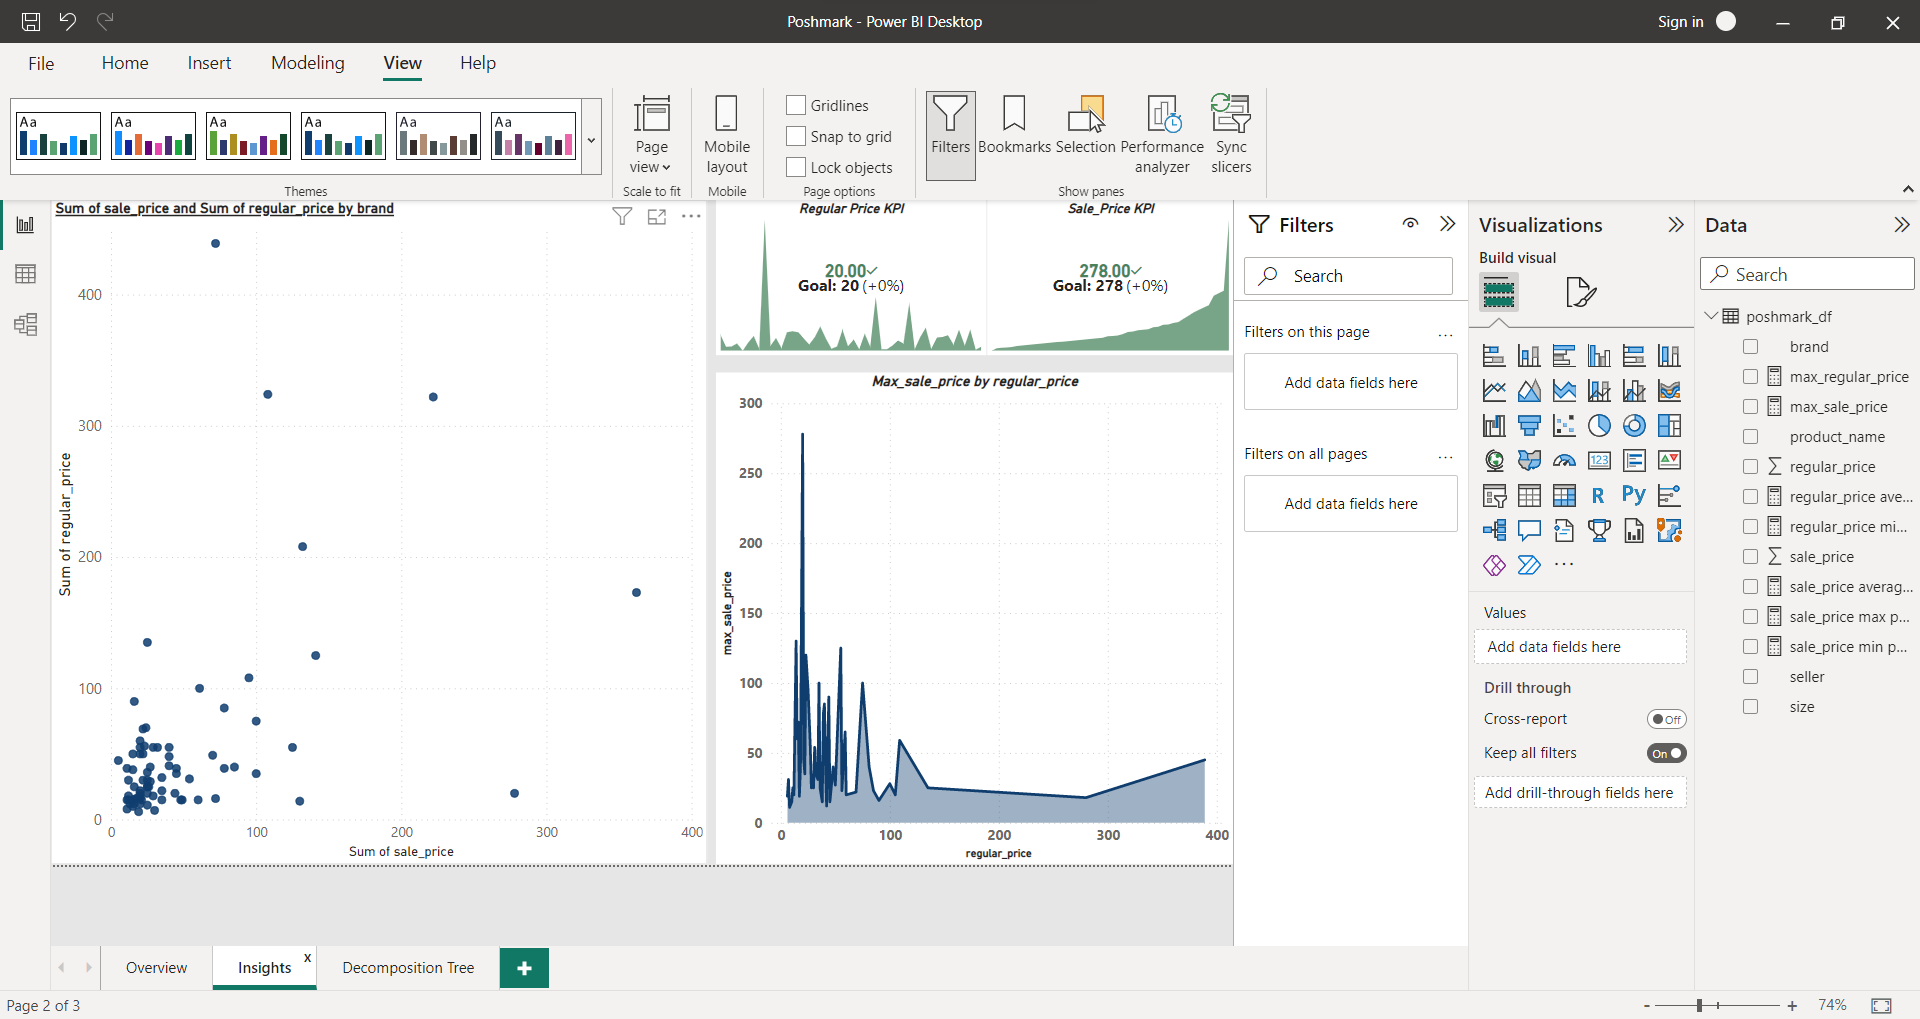 Poshmark - Power BI Desktop
Sign in
File
Home
Insert
Modeling
View
Help
Aa
Aa
Aa
Aa
Aa
Aa
Themes
Page view
Scale to fit
Mobile layout
Mobile
Gridlines
Snap to grid
Lock objects
Page options
Filters
Bookmarks
Selection
Performance analyzer
Sync slicers
Show panes
Sum of sale_price and Sum of regular_price by brand
400
300
200
100
0
Sum of regular_price
0
100
200
300
400
Sum of sale_price
Regular Price KPI
20.00✓
Goal: 20 (+0%)
Sale_Price KPI
278.00✓
Goal: 278 (+0%)
Max_sale_price by regular_price
300
250
200
150
100
50
0
max_sale_price
0
100
200
300
400
regular_price
Filters
Search
Filters on this page
...
Add data fields here
Filters on all pages
...
Add data fields here
Visualizations
Build visual
123
R
Py
...
Values
Add data fields here
Drill through
Cross-report
Off
Keep all filters
On
Add drill-through fields here
Data
Search
poshmark_df
brand
max_regular_price
max_sale_price
product_name
∑ regular_price
regular_price ave...
regular_price mi...
∑ sale_price
sale_price averag...
sale_price max p...
sale_price min p...
seller
size
Overview
Insights
x
Decomposition Tree
+
Page 2 of 3
-
+
74%